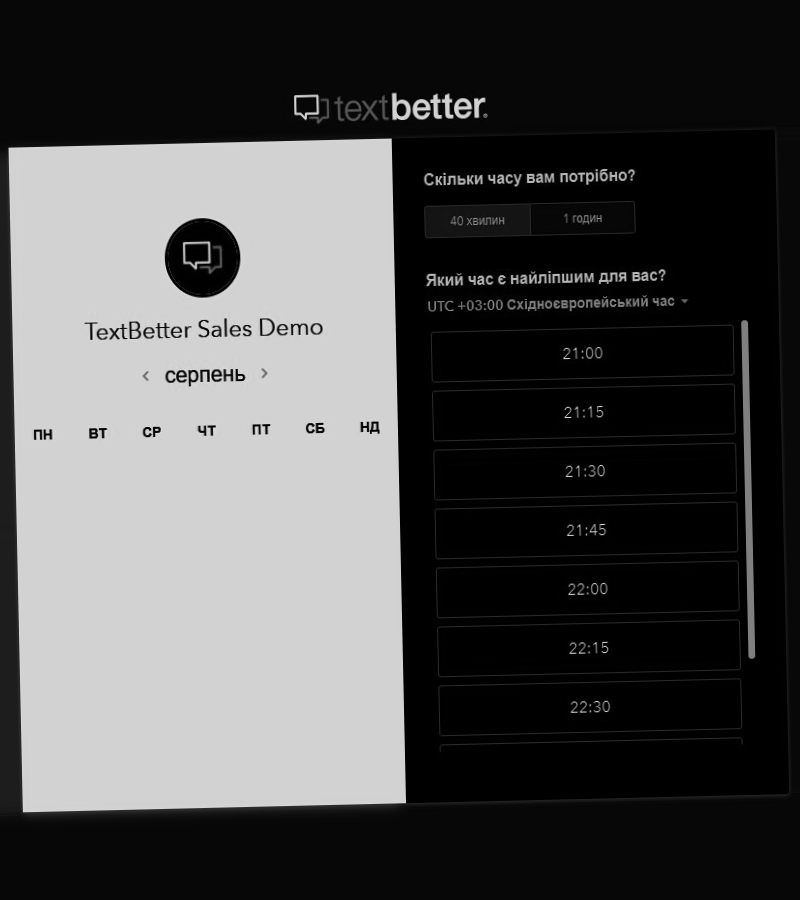 textbetter.
TextBetter Sales Demo
серпень
ПН ВТ СР ЧТ ПТ СБ НД
Скільки часу вам потрібно?
40 хвилин 1 годин
Який час є найліпшим для вас?
UTC +03:00 Східноєвропейський час
21:00
21:15
21:30
21:45
22:00
22:15
22:30